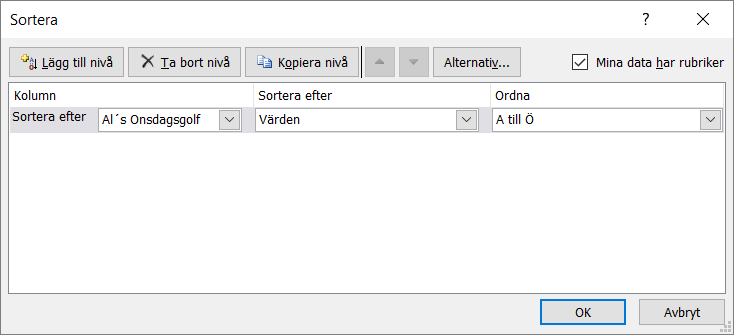 Sortera
?
Lägg till nivå Ta bort nivå Kopiera nivå Alternativ... Mina data har rubriker
Kolumn Sortera efter Ordna
Sortera efter Al´s Onsdagsgolf Värden A till Ö
OK Avbryt